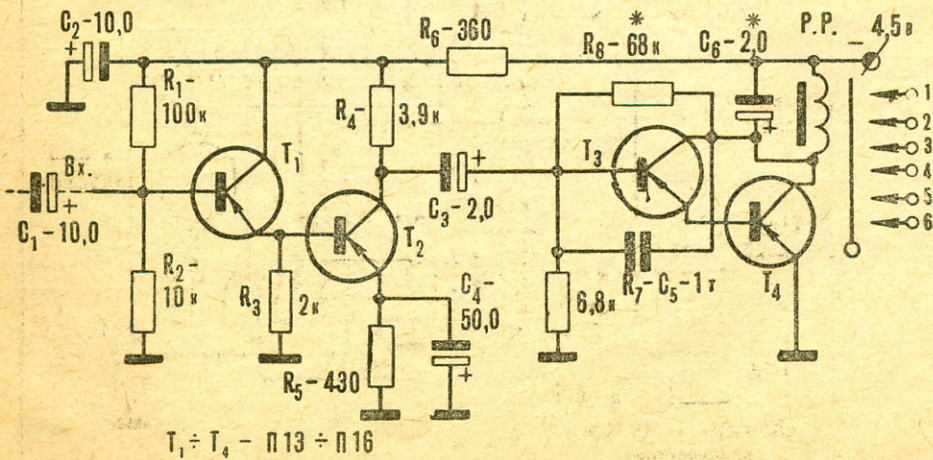 C₂-10,0
+
R₁-
100к
Вх.
+
C₁-10,0
R₂-
10к
T₁
R₃
2к
R₄-
3,9к
R₆-360
T₂
C₃-2,0
+
R₅-430
C₄-
50,0
+
*
R₈-68к
*
C₆-2,0
+
Р.Р.
-
4,5в
1
2
3
4
5
6
T₃
T₄
6,8к
R₇-C₅-1т
T₁ ÷ T₄ - П13 ÷ П16